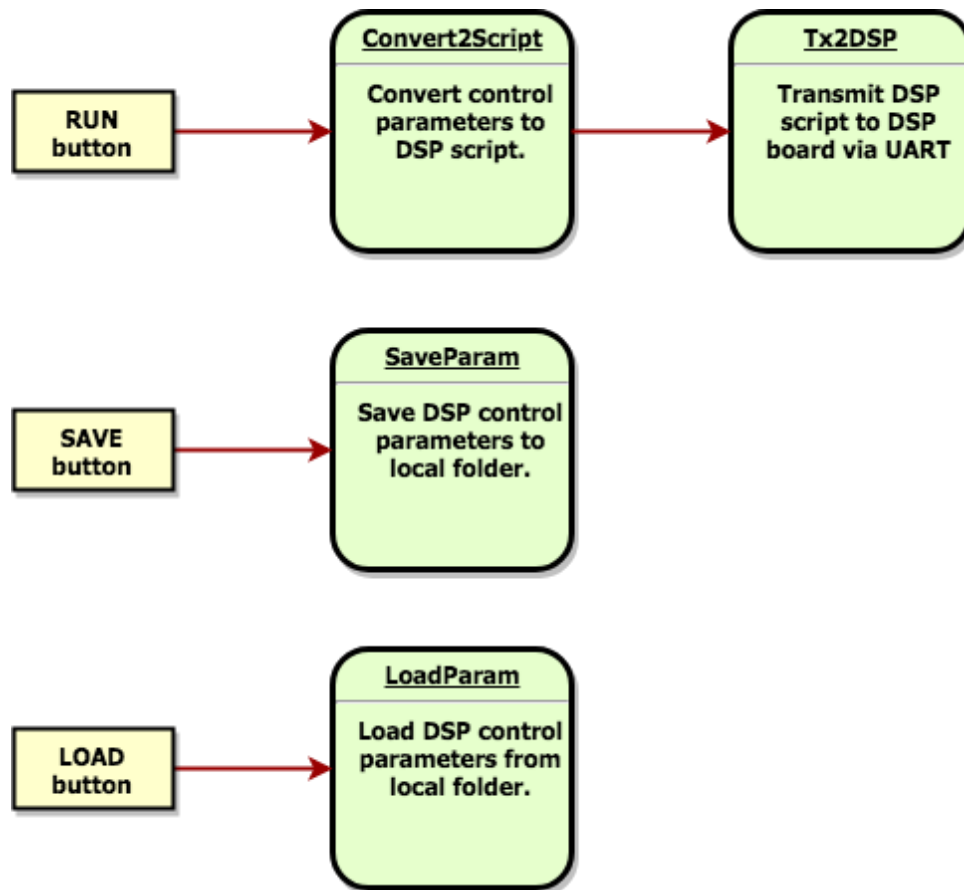 RUN
button
Convert2Script
Convert control
parameters to
DSP script.
Tx2DSP
Transmit DSP
script to DSP
board via UART
SAVE
button
SaveParam
Save DSP control
parameters to
local folder.
LOAD
button
LoadParam
Load DSP control
parameters from
local folder.